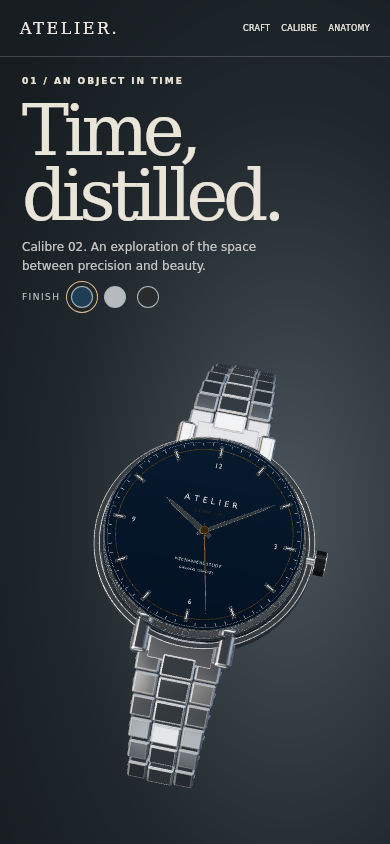 ATELIER.
CRAFT CALIBRE ANATOMY
01 / AN OBJECT IN TIME
Time,
distilled.
Calibre 02. An exploration of the space
between precision and beauty.
FINISH
12
ATELIER
9
3
MECHANICAL STUDY
6